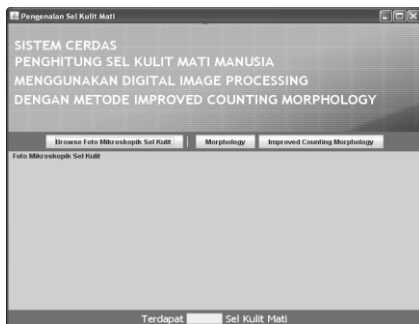 Pengenalan Sel Kulit Mati
SISTEM CERDAS
PENGHITUNG SEL KULIT MATI MANUSIA
MENGGUNAKAN DIGITAL IMAGE PROCESSING
DENGAN METODE IMPROVED COUNTING MORPHOLOGY
Browse Foto Mikroskopik Sel Kulit Morphology Improved Counting Morphology
Foto Mikroskopik Sel Kulit
Terdapat Sel Kulit Mati